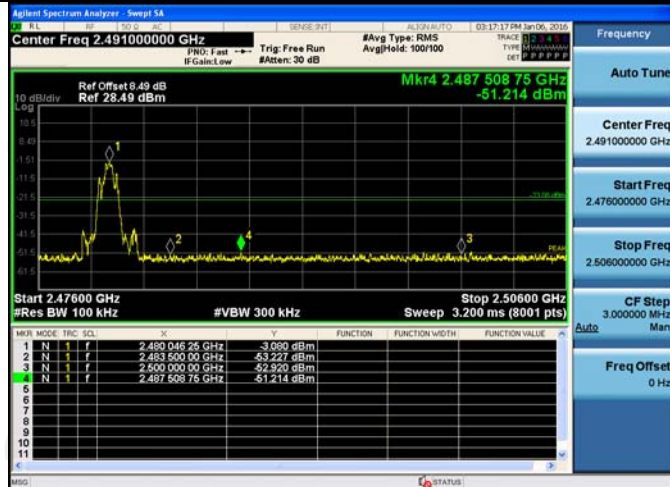 Agilent Spectrum Analyzer - Swept SA
RL RF 50 Ω AC SENSE:INT ALIGNAUTO 03:17:17 PM Jan 06, 2016
Center Freq 2.491000000 GHz
PNO: Fast
IFGain:Low
Trig: Free Run
#Atten: 30 dB
#Avg Type: RMS
Avg|Hold: 100/100
TRACE 1 2 3 4 5 6
TYPE M
DET P P P P P P
Ref Offset 8.49 dB
10 dB/div Ref 28.49 dBm
Log
Mkr4 2.487 508 75 GHz
-51.214 dBm
18.5
8.49
-1.51
-11.5
-21.5
-31.5
-41.5
-51.5
-61.5
1
2
4
3
PEAK
Start 2.47600 GHz Stop 2.50600 GHz
#Res BW 100 kHz #VBW 300 kHz Sweep 3.200 ms (8001 pts)
MKR MODE TRC SCL X Y FUNCTION FUNCTION WIDTH FUNCTION VALUE
1 N 1 f 2.480 046 25 GHz -3.080 dBm
2 N 1 f 2.483 500 00 GHz -53.227 dBm
3 N 1 f 2.500 000 00 GHz -52.920 dBm
4 N 1 f 2.487 508 75 GHz -51.214 dBm
5
6
7
8
9
10
11
MSG STATUS
Frequency
Auto Tune
Center Freq
2.491000000 GHz
Start Freq
2.476000000 GHz
Stop Freq
2.506000000 GHz
CF Step
3.000000 MHz
Auto Man
Freq Offset
0 Hz